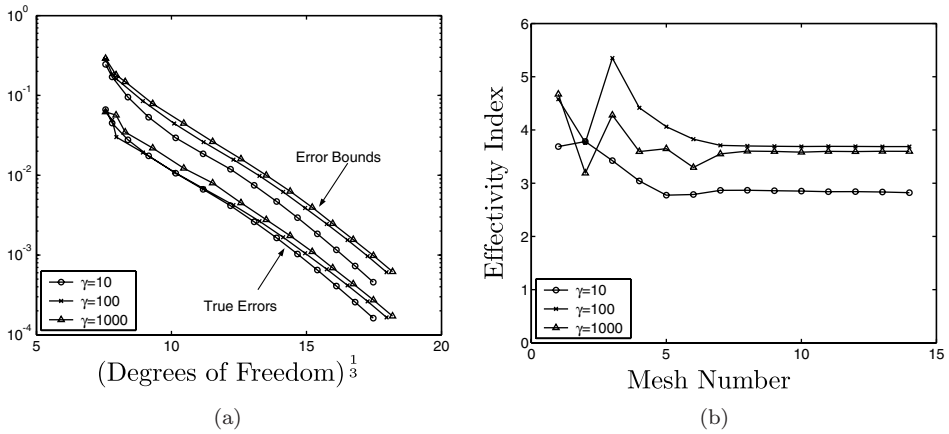 10^0
10^-1
10^-2
10^-3
10^-4
5
10
15
20
Error Bounds
True Errors
γ=10
γ=100
γ=1000
(Degrees of Freedom)^{1/3}
(a)
Effectivity Index
6
5
4
3
2
1
0
0
5
10
15
γ=10
γ=100
γ=1000
Mesh Number
(b)